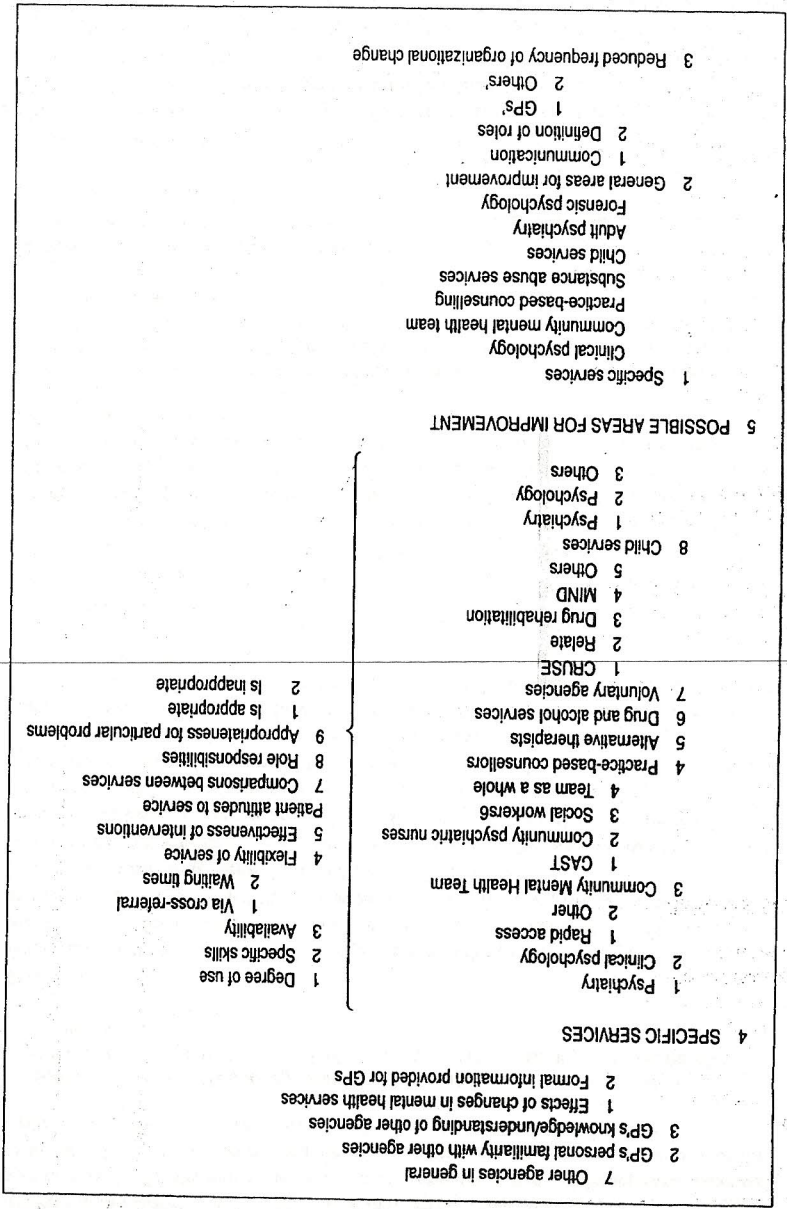 7 Other agencies in general
2 GP's personal familiarity with other agencies
3 GP's knowledge/understanding of other agencies
1 Effects of changes in mental health services
2 Formal information provided for GPs
4 SPECIFIC SERVICES
1 Psychiatry
2 Clinical psychology
1 Rapid access
2 Other
3 Community Mental Health Team
1 CAST
2 Community psychiatric nurses
3 Social workers6
4 Team as a whole
4 Practice-based counsellors
5 Alternative therapists
6 Drug and alcohol services
7 Voluntary agencies
1 CRUSE
2 Relate
3 Drug rehabilitation
4 MIND
5 Others
8 Child services
1 Psychiatry
2 Psychology
3 Others
1 Degree of use
2 Specific skills
3 Availability
1 Via cross-referral
2 Waiting times
4 Flexibility of service
5 Effectiveness of interventions
Patient attitudes to service
7 Comparisons between services
8 Role responsibilities
9 Appropriateness for particular problems
1 Is appropriate
2 Is inappropriate
5 POSSIBLE AREAS FOR IMPROVEMENT
1 Specific services
Clinical psychology
Community mental health team
Practice-based counselling
Substance abuse services
Child services
Adult psychiatry
Forensic psychology
2 General areas for improvement
1 Communication
2 Definition of roles
1 GPs'
2 Others'
3 Reduced frequency of organizational change